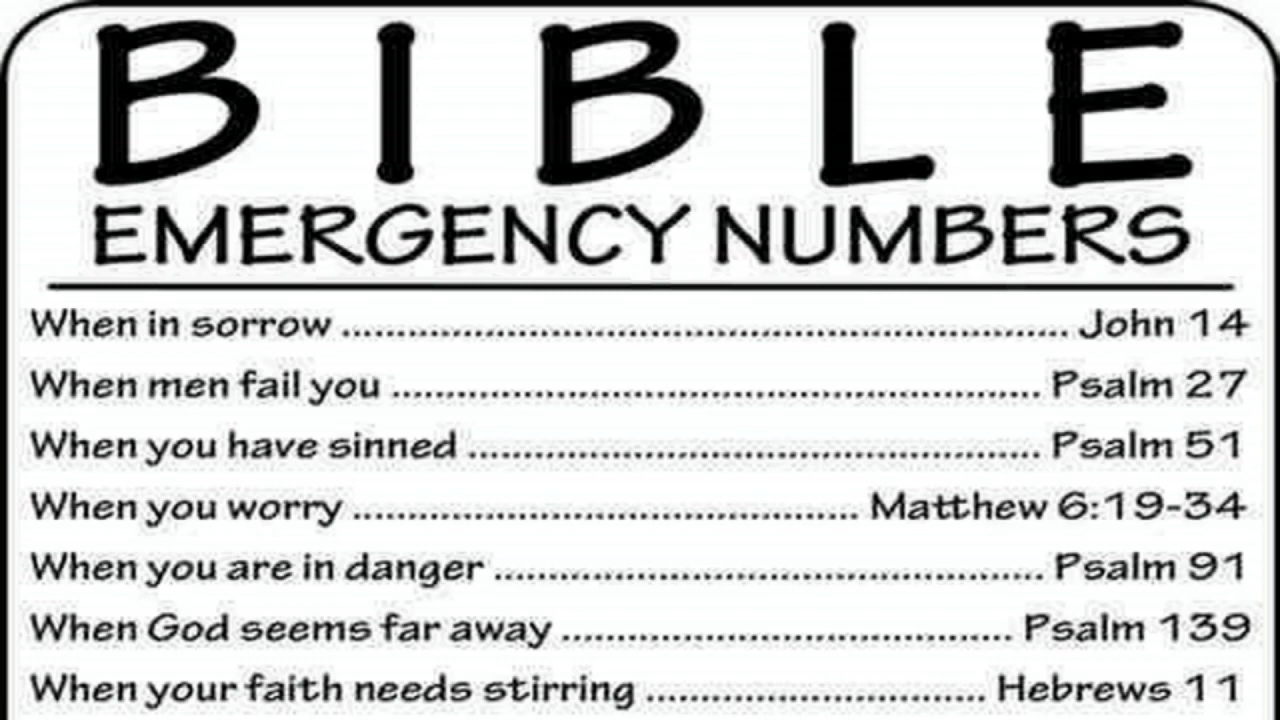 BIBLE
EMERGENCY NUMBERS
When in sorrow ........................................................................ John 14
When men fail you ................................................................ Psalm 27
When you have sinned ......................................................... Psalm 51
When you worry .................................................. Matthew 6:19-34
When you are in danger ...................................................... Psalm 91
When God seems far away ............................................ Psalm 139
When your faith needs stirring .................................. Hebrews 11